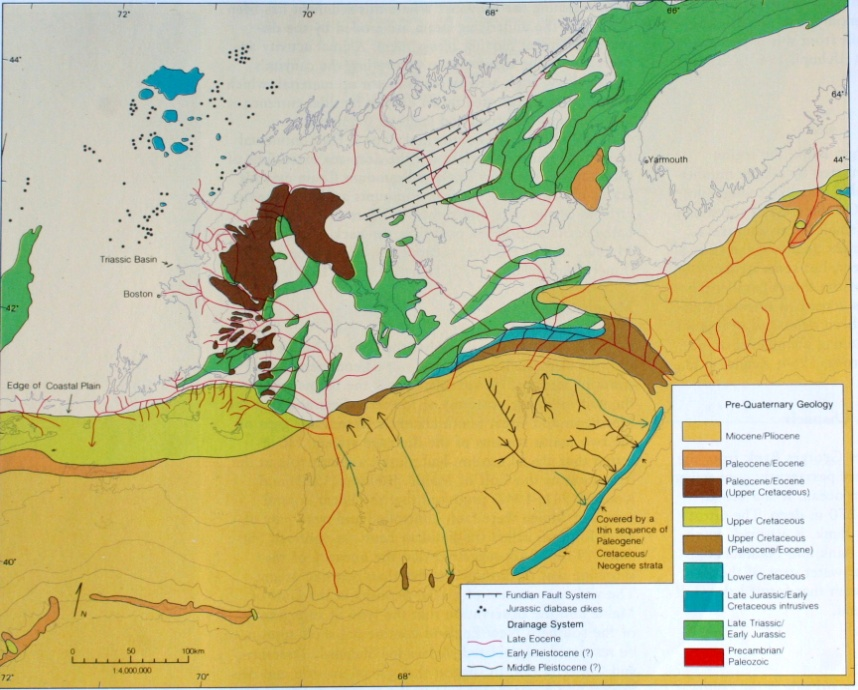 72°
70°
68°
66°
44°
64°
44°
Yarmouth
Triassic Basin
Boston
42°
Edge of Coastal Plain
Pre-Quaternary Geology
Miocene/Pliocene
Paleocene/Eocene
Paleocene/Eocene
(Upper Cretaceous)
Upper Cretaceous
Upper Cretaceous
(Paleocene/Eocene)
Lower Cretaceous
Late Jurassic/Early
Cretaceous intrusives
Late Triassic/
Early Jurassic
Precambrian/
Paleozoic
Covered by a
thin sequence of
Paleogene/
Cretaceous/
Neogene strata
40°
Fundian Fault System
Jurassic diabase dikes
Drainage System
Late Eocene
Early Pleistocene (?)
Middle Pleistocene (?)
N
0 50 100km
1:4.000.000
72°
70°
68°